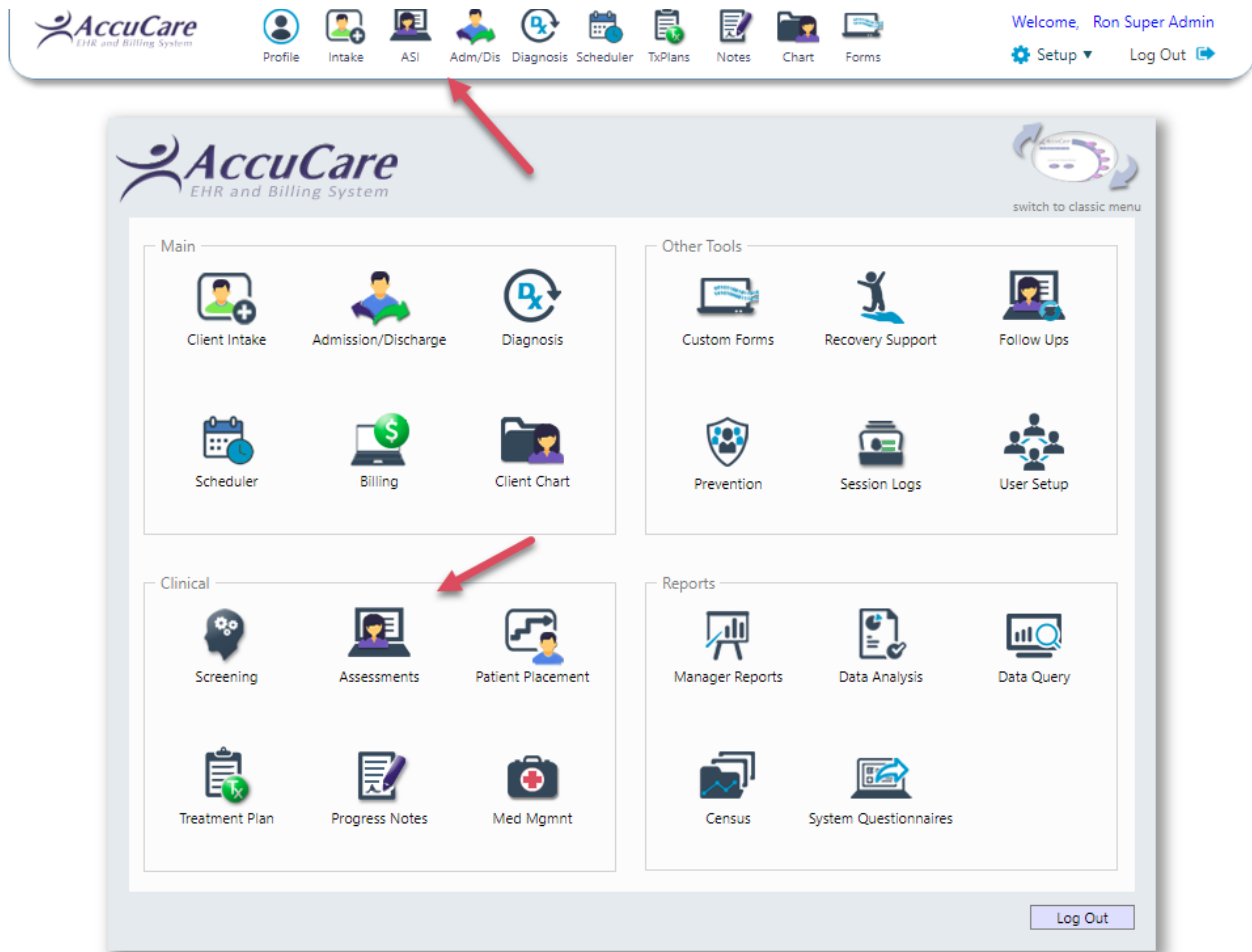 AccuCare
EHR and Billing System
Profile Intake ASI Adm/Dis Diagnosis Scheduler TxPlans Notes Chart Forms
Welcome, Ron Super Admin
Setup ▼ Log Out
AccuCare
EHR and Billing System
switch to classic menu
Main
Client Intake Admission/Discharge Diagnosis
Scheduler Billing Client Chart
Other Tools
Custom Forms Recovery Support Follow Ups
Prevention Session Logs User Setup
Clinical
Screening Assessments Patient Placement
Treatment Plan Progress Notes Med Mgmnt
Reports
Manager Reports Data Analysis Data Query
Census System Questionnaires
Log Out